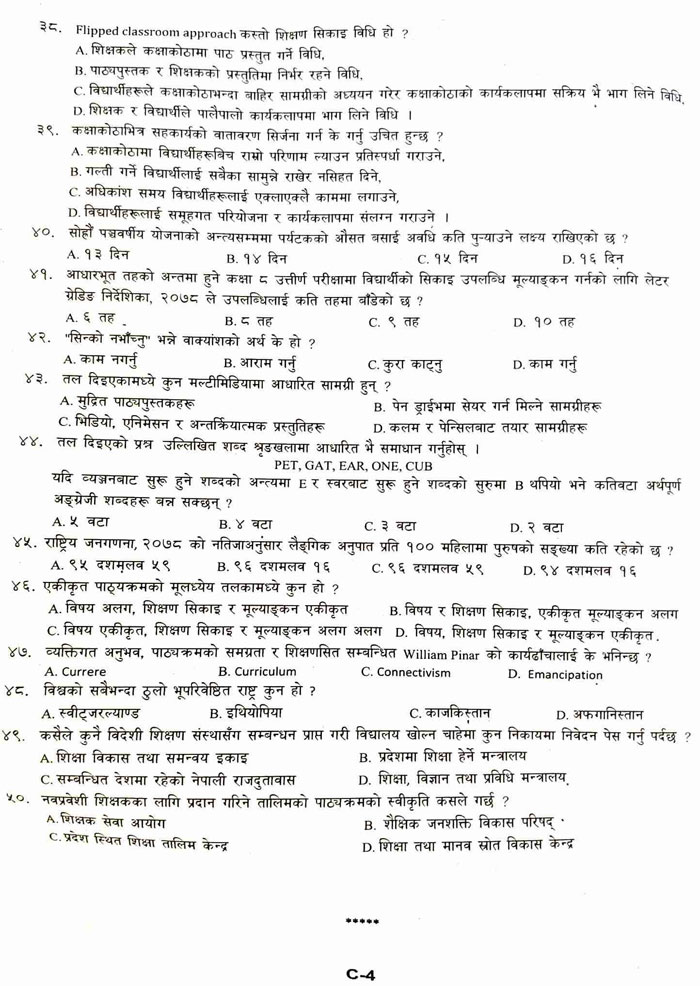 ३८. Flipped classroom approach कस्तो शिक्षण सिकाइ विधि हो ?
A. शिक्षकले कक्षाकोठामा पाठ प्रस्तुत गर्ने विधि,
B. पाठ्यपुस्तक र शिक्षकको प्रस्तुतिमा निर्भर रहने विधि,
C. विद्यार्थीहरूले कक्षाकोठाभन्दा बाहिर सामग्रीको अध्ययन गरेर कक्षाकोठाको कार्यकलापमा सक्रिय भै भाग लिने विधि,
D. शिक्षक र विद्यार्थीले पालैपालो कार्यकलापमा भाग लिने विधि ।
३९. कक्षाकोठाभित्र सहकार्यको वातावरण सिर्जना गर्न के गर्नु उचित हुन्छ ?
A. कक्षाकोठामा विद्यार्थीहरूबिच राम्रो परिणाम ल्याउन प्रतिस्पर्धा गराउने,
B. गल्ती गर्ने विद्यार्थीलाई सबैका सामुन्ने राखेर नसिहत दिने,
C. अधिकांश समय विद्यार्थीहरूलाई एक्लाएक्लै काममा लगाउने,
D. विद्यार्थीहरूलाई समूहगत परियोजना र कार्यकलापमा संलग्न गराउने ।
४०. सोह्रौँ पञ्चवर्षीय योजनाको अन्त्यसम्ममा पर्यटकको औसत बसाई अवधि कति पुऱ्याउने लक्ष्य राखिएको छ ?
A. १३ दिन B. १४ दिन C. १५ दिन D. १६ दिन
४१. आधारभूत तहको अन्तमा हुने कक्षा ८ उत्तीर्ण परीक्षामा विद्यार्थीको सिकाइ उपलब्धि मूल्याङ्कन गर्नको लागि लेटर
ग्रेडिङ निर्देशिका, २०७८ ले उपलब्धिलाई कति तहमा बाँडेको छ ?
A. ६ तह B. ८ तह C. ९ तह D. १० तह
४२. "सिन्को नभाँच्नु" भन्ने वाक्यांशको अर्थ के हो ?
A. काम नगर्नु B. आराम गर्नु C. कुरा काट्नु D. काम गर्नु
४३. तल दिइएकामध्ये कुन मल्टीमिडियामा आधारित सामग्री हुन् ?
A. मुद्रित पाठ्यपुस्तकहरू B. पेन ड्राईभमा सेयर गर्न मिल्ने सामग्रीहरू
C. भिडियो, एनिमेसन र अन्तर्क्रियात्मक प्रस्तुतिहरू D. कलम र पेन्सिलबाट तयार सामग्रीहरू
४४. तल दिइएको प्रश्न उल्लिखित शब्द श्रृङखलामा आधारित भै समाधान गर्नुहोस् ।
PET, GAT, EAR, ONE, CUB
यदि व्यञ्जनबाट सुरू हुने शब्दको अन्त्यमा E र स्वरबाट सुरू हुने शब्दको सुरुमा B थपियो भने कतिवटा अर्थपूर्ण
अङ्ग्रेजी शब्दहरू बन्न सक्छन् ?
A. ५ वटा B. ४ वटा C. ३ वटा D. २ वटा
४५. राष्ट्रिय जनगणना, २०७८ को नतिजाअनुसार लैङ्गिक अनुपात प्रति १०० महिलामा पुरुषको सङ्ख्या कति रहेको छ ?
A. ९५ दशमलव ५९ B. ९६ दशमलव १६ C. ९६ दशमलव ५९ D. ९४ दशमलव १६
४६. एकीकृत पाठ्यक्रमको मूलध्येय तलकामध्ये कुन हो ?
A. विषय अलग, शिक्षण सिकाइ र मूल्याङ्कन एकीकृत B. विषय र शिक्षण सिकाइ, एकीकृत मूल्याङ्कन अलग
C. विषय एकीकृत, शिक्षण सिकाइ र मूल्याङ्कन अलग अलग D. विषय, शिक्षण सिकाइ र मूल्याङ्कन एकीकृत.
४७. व्यक्तिगत अनुभव, पाठ्यक्रमको समग्रता र शिक्षणसित सम्बन्धित William Pinar को कार्यढाँचालाई के भनिन्छ ?
A. Currere B. Curriculum C. Connectivism D. Emancipation
४८. विश्वको सबैभन्दा ठुलो भूपरिवेष्ठित राष्ट्र कुन हो ?
A. स्वीट्जरल्याण्ड B. इथियोपिया C. काजकिस्तान D. अफगानिस्तान
४९. कसैले कुनै विदेशी शिक्षण संस्थासँग सम्बन्धन प्राप्त गरी विद्यालय खोल्न चाहेमा कुन निकायमा निवेदन पेस गर्नु पर्दछ ?
A. शिक्षा विकास तथा समन्वय इकाइ B. प्रदेशमा शिक्षा हेर्ने मन्त्रालय
C. सम्बन्धित देशमा रहेको नेपाली राजदुतावास D. शिक्षा, विज्ञान तथा प्रविधि मन्त्रालय
५०. नवप्रवेशी शिक्षकका लागि प्रदान गरिने तालिमको पाठ्यक्रमको स्वीकृति कसले गर्छ ?
A. शिक्षक सेवा आयोग B. शैक्षिक जनशक्ति विकास परिषद्
C. प्रदेश स्थित शिक्षा तालिम केन्द्र D. शिक्षा तथा मानव स्रोत विकास केन्द्र
*****
C-4